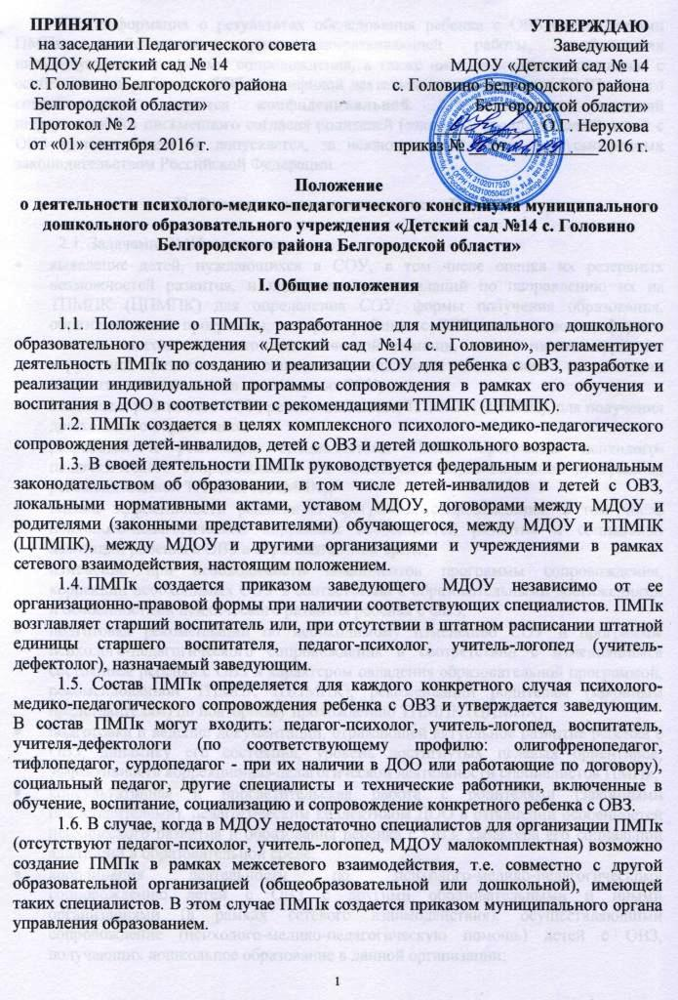 ПРИНЯТО УТВЕРЖДАЮ
на заседании Педагогического совета Заведующий
МДОУ «Детский сад № 14 МДОУ «Детский сад № 14
с. Головино Белгородского района с. Головино Белгородского района
Белгородской области» Белгородской области»
Протокол № 2 О.Г. Нерухова
от «01» сентября 2016 г. приказ № от 2016 г.
ИНН 3102017520
ОГРН 1033100504227
Положение
о деятельности психолого-медико-педагогического консилиума муниципального
дошкольного образовательного учреждения «Детский сад №14 с. Головино
Белгородского района Белгородской области»
I. Общие положения
1.1. Положение о ПМПк, разработанное для муниципального дошкольного
образовательного учреждения «Детский сад №14 с. Головино», регламентирует
деятельность ПМПк по созданию и реализации СОУ для ребенка с ОВЗ, разработке и
реализации индивидуальной программы сопровождения в рамках его обучения и
воспитания в ДОО в соответствии с рекомендациями ТПМПК (ЦПМПК).
1.2. ПМПк создается в целях комплексного психолого-медико-педагогического
сопровождения детей-инвалидов, детей с ОВЗ и детей дошкольного возраста.
1.3. В своей деятельности ПМПк руководствуется федеральным и региональным
законодательством об образовании, в том числе детей-инвалидов и детей с ОВЗ,
локальными нормативными актами, уставом МДОУ, договорами между МДОУ и
родителями (законными представителями) обучающегося, между МДОУ и ТПМПК
(ЦПМПК), между МДОУ и другими организациями и учреждениями в рамках
сетевого взаимодействия, настоящим положением.
1.4. ПМПк создается приказом заведующего МДОУ независимо от ее
организационно-правовой формы при наличии соответствующих специалистов. ПМПк
возглавляет старший воспитатель или, при отсутствии в штатном расписании штатной
единицы старшего воспитателя, педагог-психолог, учитель-логопед (учитель-
дефектолог), назначаемый заведующим.
1.5. Состав ПМПк определяется для каждого конкретного случая психолого-
медико-педагогического сопровождения ребенка с ОВЗ и утверждается заведующим.
В состав ПМПк могут входить: педагог-психолог, учитель-логопед, воспитатель,
учителя-дефектологи (по соответствующему профилю: олигофренопедагог,
тифлопедагог, сурдопедагог - при их наличии в ДОО или работающие по договору),
социальный педагог, другие специалисты и технические работники, включенные в
обучение, воспитание, социализацию и сопровождение конкретного ребенка с ОВЗ.
1.6. В случае, когда в МДОУ недостаточно специалистов для организации ПМПк
(отсутствуют педагог-психолог, учитель-логопед, МДОУ малокомплектная) возможно
создание ПМПк в рамках межсетевого взаимодействия, т.е. совместно с другой
образовательной организацией (общеобразовательной или дошкольной), имеющей
таких специалистов. В этом случае ПМПк создается приказом муниципального органа
управления образованием.
1